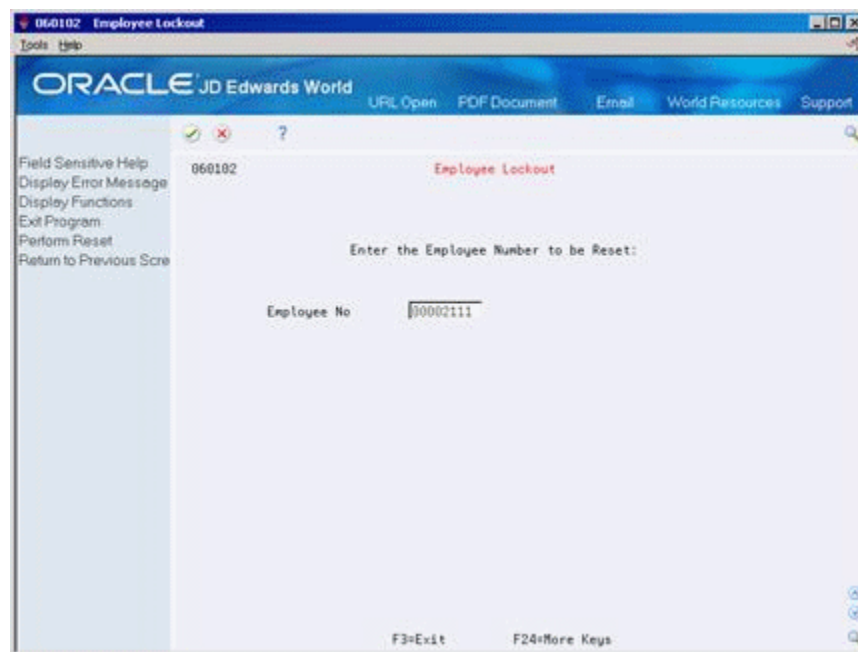 060102 Employee Lockout
Tools Help
ORACLE JD Edwards World
URL Open PDF Document Email World Resources Support
Field Sensitive Help
Display Error Message
Display Functions
Exit Program
Perform Reset
Return to Previous Scre
060102 Employee Lockout
Enter the Employee Number to be Reset:
Employee No 00002111
F3=Exit F24=More Keys